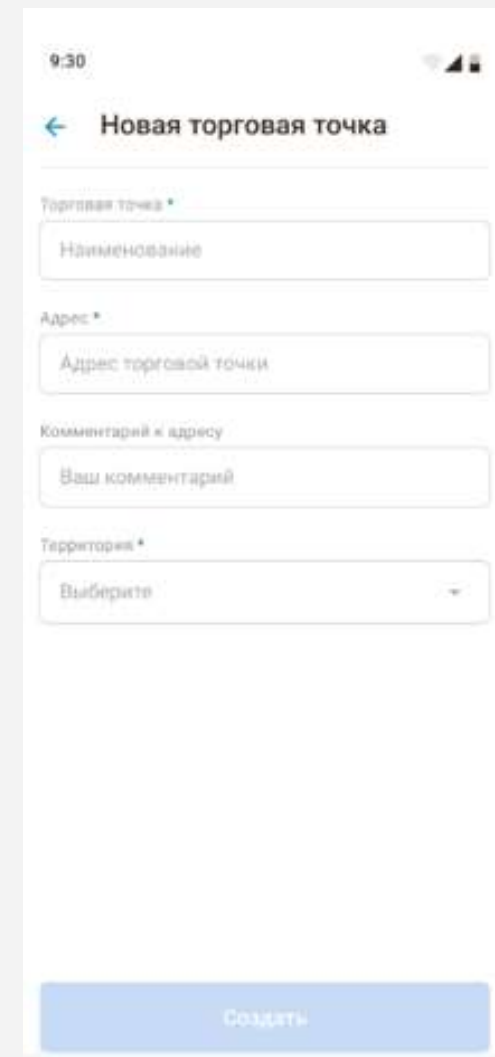 9:30
Новая торговая точка
Торговая точка *
Наименование
Адрес *
Адрес торговой точки
Комментарий к адресу
Ваш комментарий
Территория *
Выберите
Создать